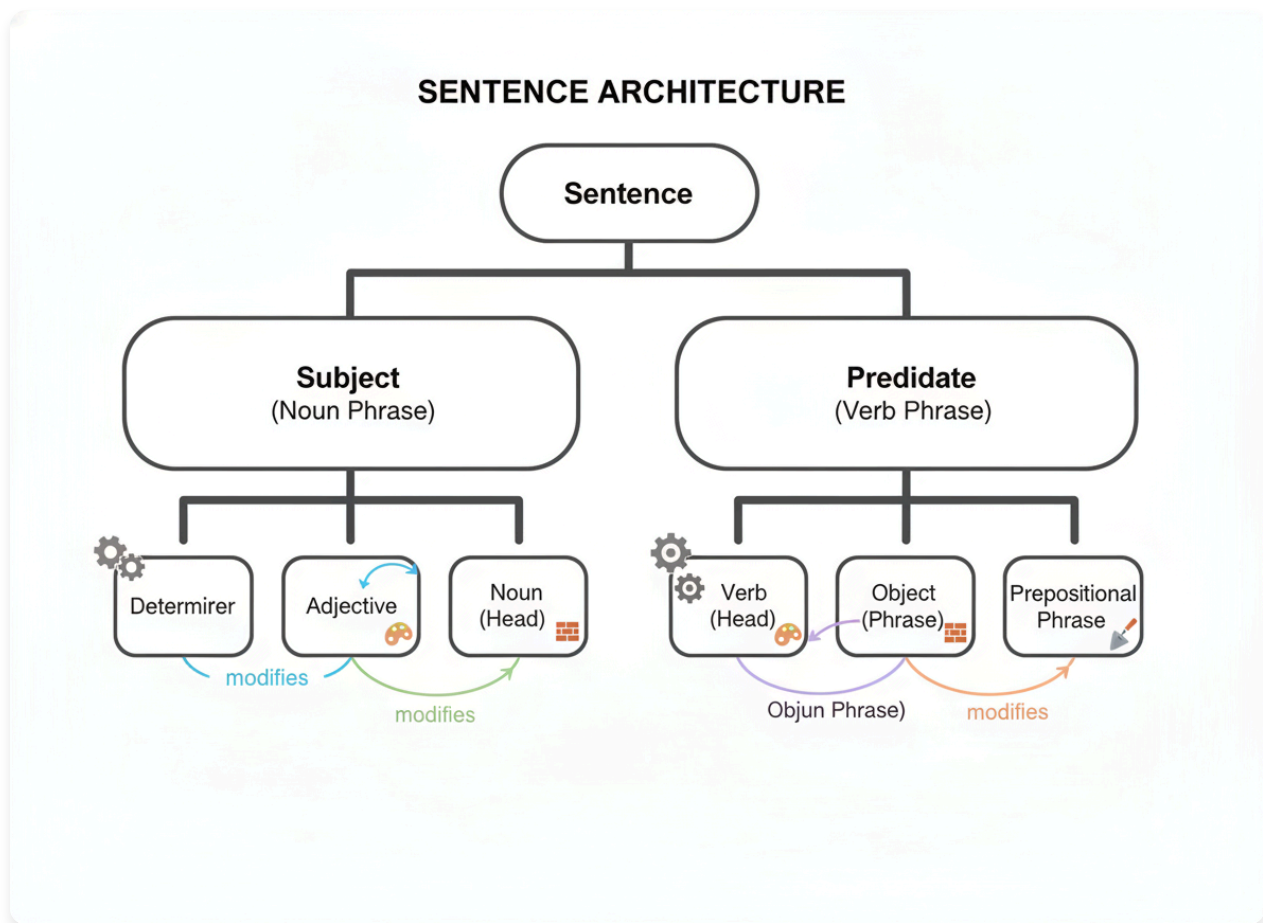 SENTENCE ARCHITECTURE
Sentence
Subject
(Noun Phrase)
Predidate
(Verb Phrase)
Determirer
Adjective
Noun
(Head)
Verb
(Head)
Object
(Phrase)
Prepositional
Phrase
modifies
modifies
Objun Phrase)
modifies